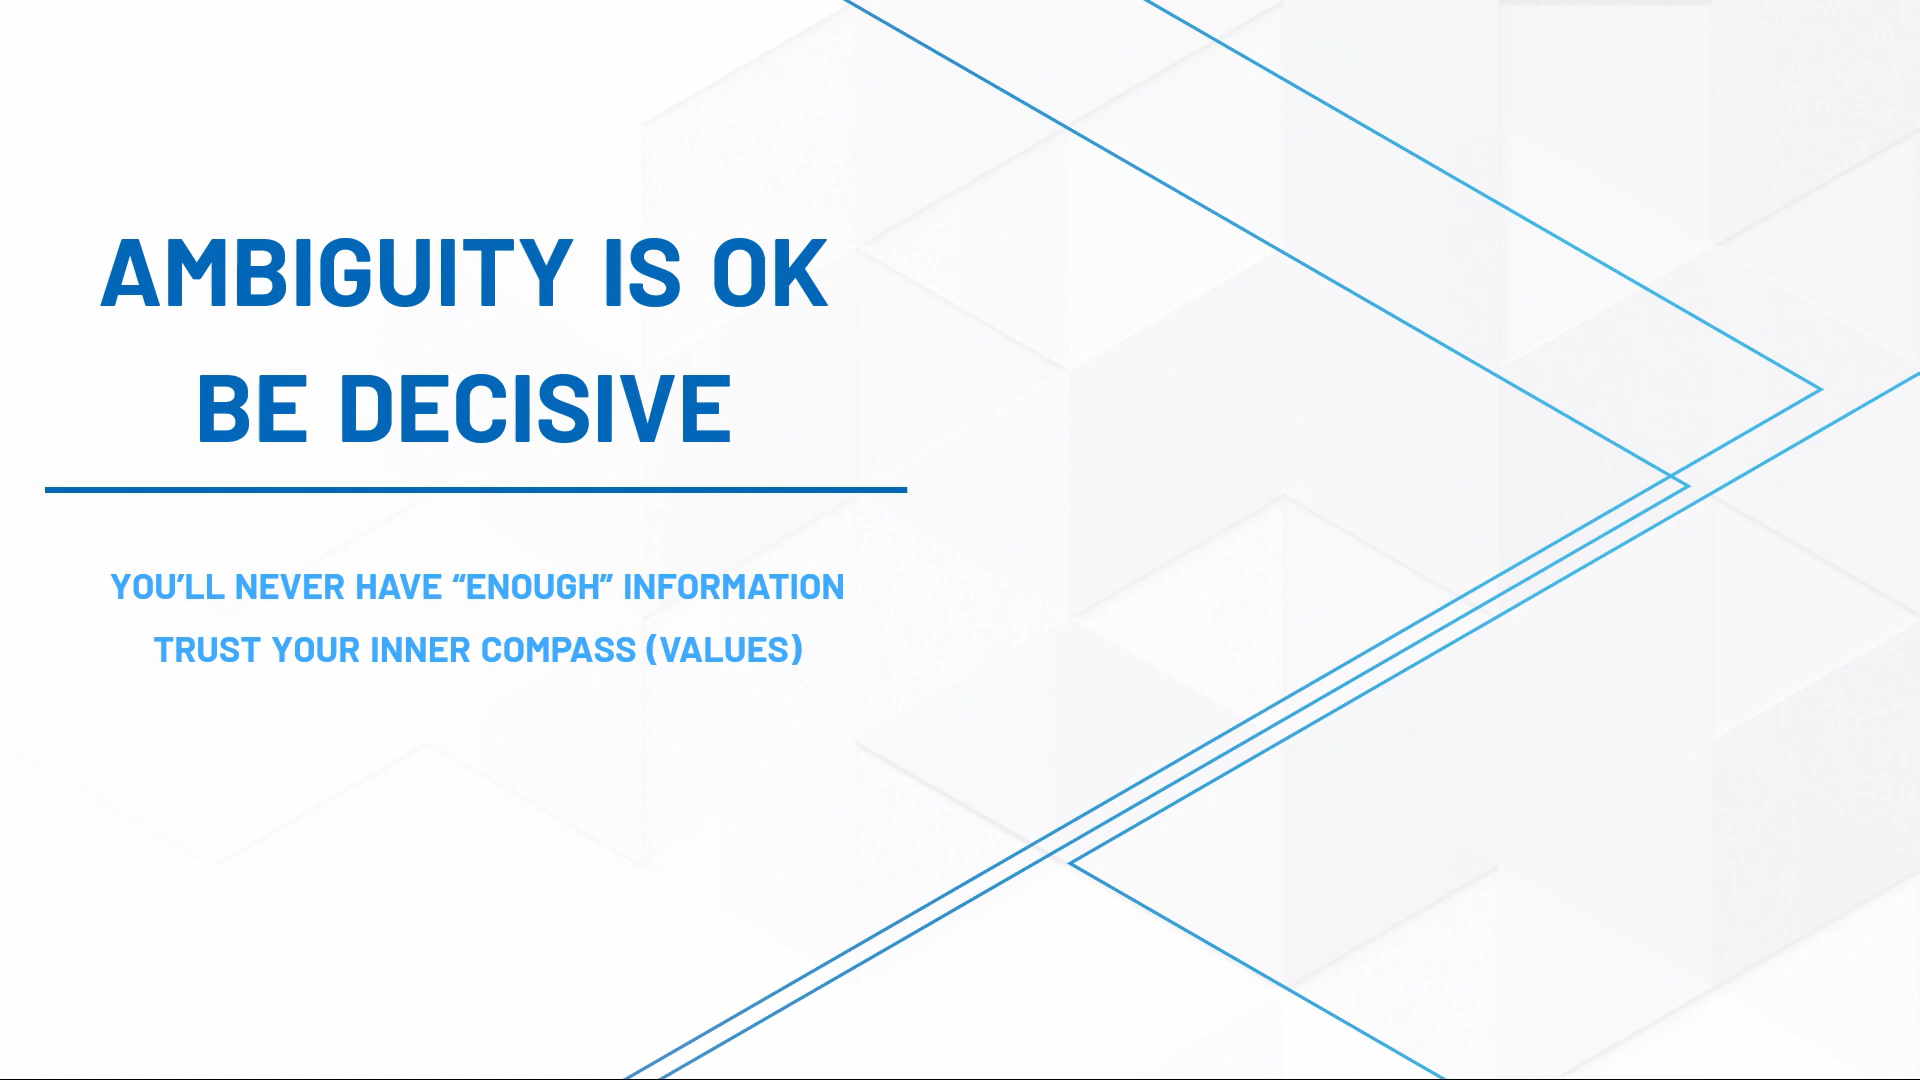 AMBIGUITY IS OK
BE DECISIVE
YOU’LL NEVER HAVE “ENOUGH” INFORMATION
TRUST YOUR INNER COMPASS (VALUES)